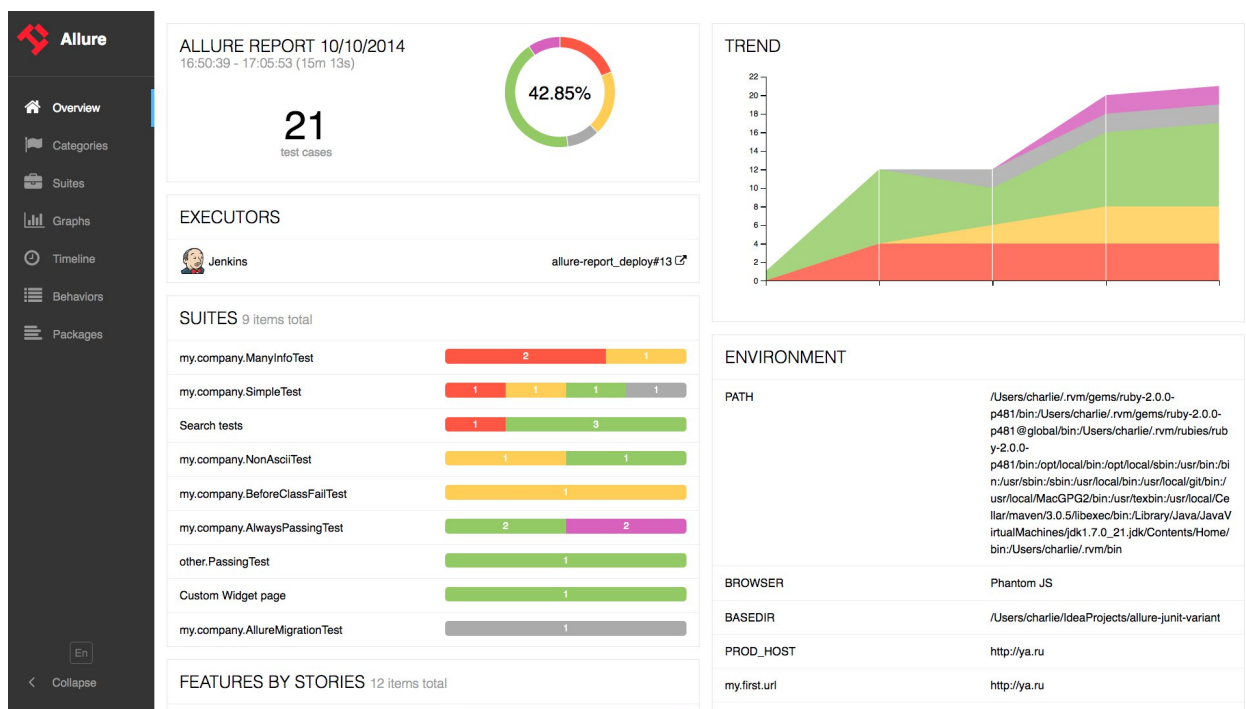 Allure
Overview
Categories
Suites
Graphs
Timeline
Behaviors
Packages
En
Collapse
ALLURE REPORT 10/10/2014
16:50:39 - 17:05:53 (15m 13s)
21
test cases
42.85%
EXECUTORS
Jenkins allure-report_deploy#13
SUITES 9 items total
my.company.ManyInfoTest 2 1
my.company.SimpleTest 1 1 1 1
Search tests 1 3
my.company.NonAsciiTest 1 1
my.company.BeforeClassFailTest 1
my.company.AlwaysPassingTest 2 2
other.PassingTest 1
Custom Widget page 1
my.company.AllureMigrationTest 1
FEATURES BY STORIES 12 items total
TREND
22
20
18
16
14
12
10
8
6
4
2
0
ENVIRONMENT
PATH /Users/charlie/.rvm/gems/ruby-2.0.0-
p481/bin:/Users/charlie/.rvm/gems/ruby-2.0.0-
p481@global/bin:/Users/charlie/.rvm/rubies/rub
y-2.0.0-
p481/bin:/opt/local/bin:/opt/local/sbin:/usr/bin:/bi
n:/usr/sbin:/sbin:/usr/local/bin:/usr/local/git/bin:/
usr/local/MacGPG2/bin:/usr/texbin:/usr/local/Ce
llar/maven/3.0.5/libexec/bin:/Library/Java/JavaV
irtualMachines/jdk1.7.0_21.jdk/Contents/Home/
bin:/Users/charlie/.rvm/bin
BROWSER Phantom JS
BASEDIR /Users/charlie/IdeaProjects/allure-junit-variant
PROD_HOST http://ya.ru
my.first.url http://ya.ru